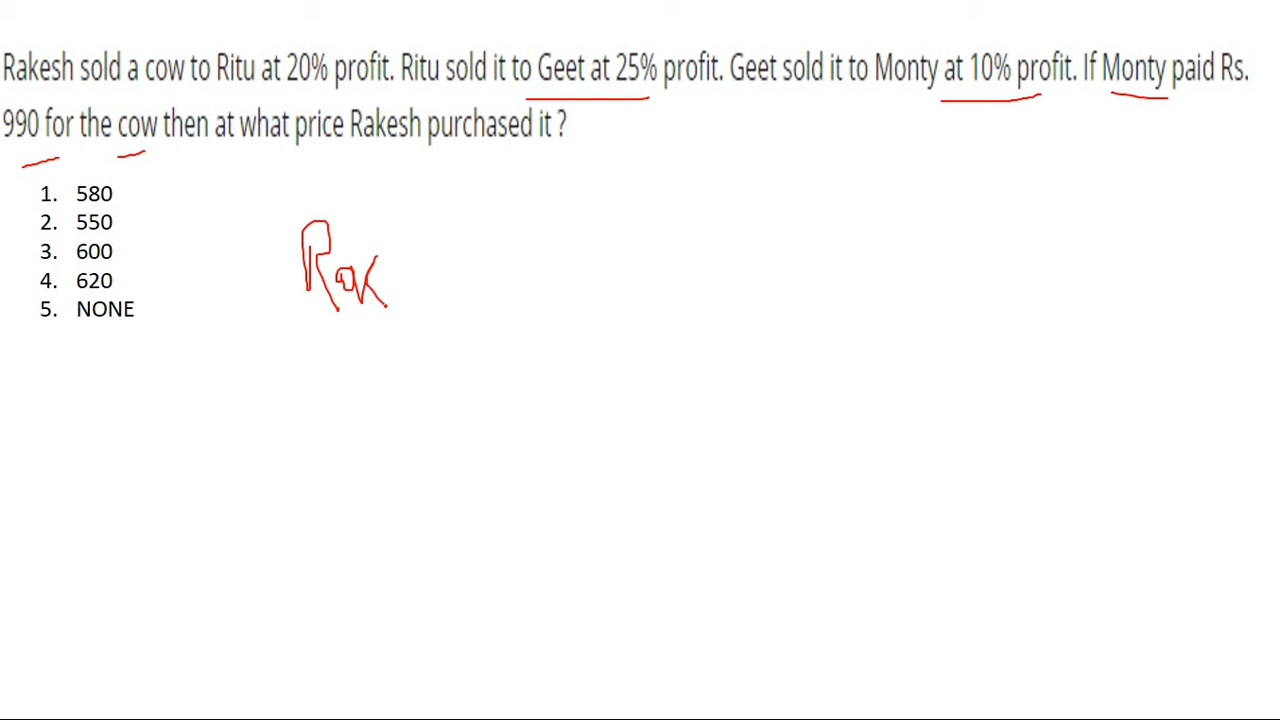 Rakesh sold a cow to Ritu at 20% profit. Ritu sold it to Geet at 25% profit. Geet sold it to Monty at 10% profit. If Monty paid Rs.
990 for the cow then at what price Rakesh purchased it ?
1. 580
2. 550
3. 600
4. 620
5. NONE
Rak